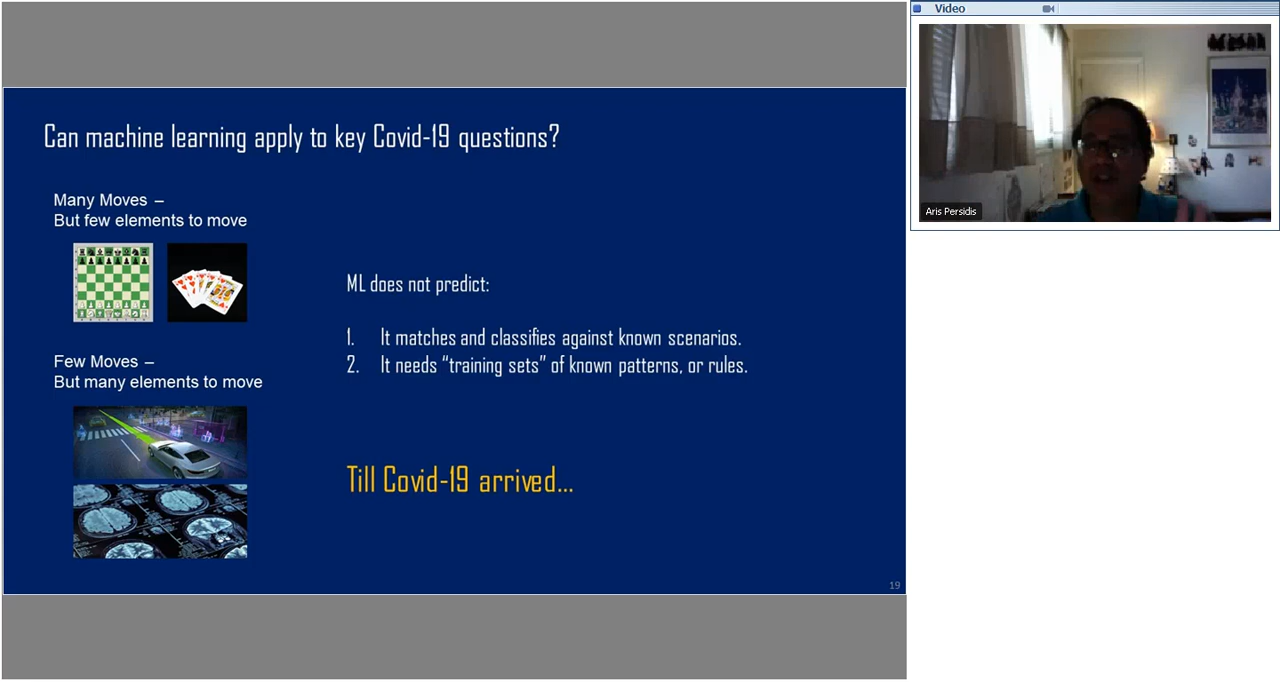 Video
Can machine learning apply to key Covid-19 questions?
Many Moves –
But few elements to move
ML does not predict:
1. It matches and classifies against known scenarios.
2. It needs “training sets” of known patterns, or rules.
Few Moves –
But many elements to move
Till Covid-19 arrived...
19
Aris Persidis